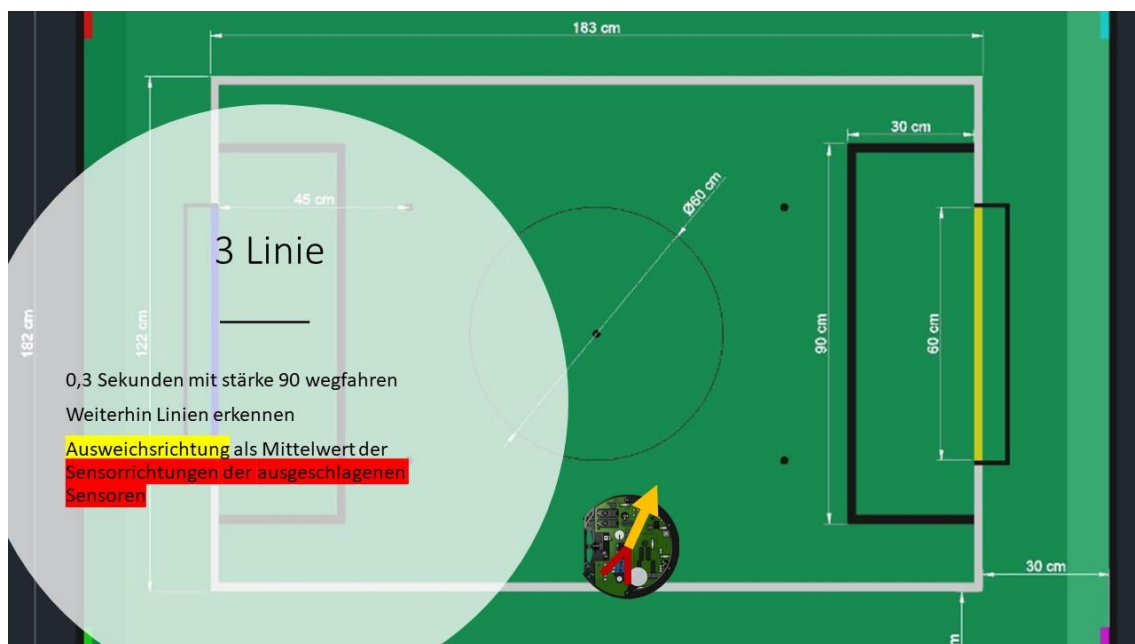 183 cm
30 cm
Ø60 cm
45 cm
3 Linie
182 cm
122 cm
90 cm
60 cm
0,3 Sekunden mit stärke 90 wegfahren
Weiterhin Linien erkennen
Ausweichsrichtung als Mittelwert der
Sensorrichtungen der ausgeschlagenen
Sensoren
30 cm